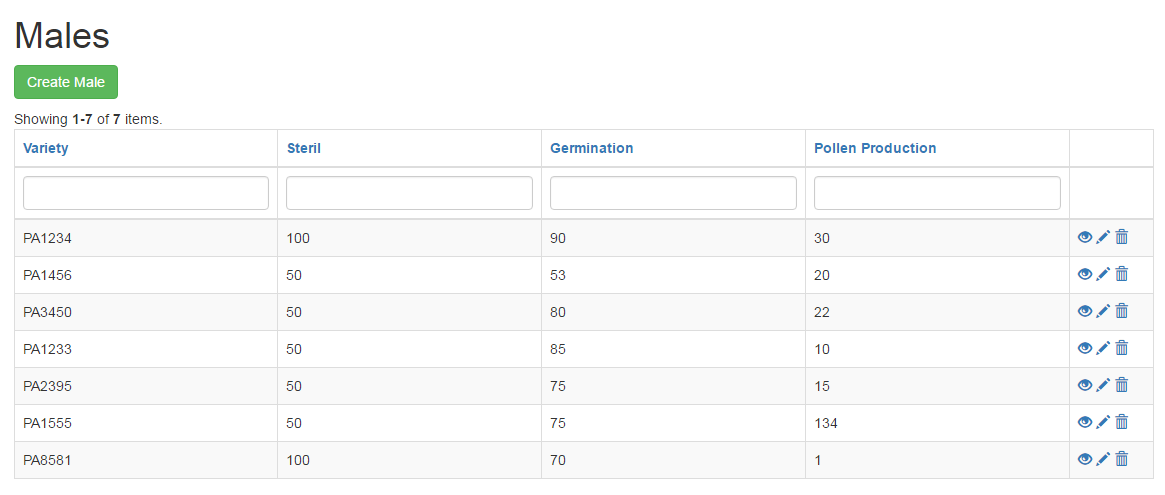 Males
Create Male
Showing 1-7 of 7 items.
Variety Steril Germination Pollen Production
PA1234 100 90 30
PA1456 50 53 20
PA3450 50 80 22
PA1233 50 85 10
PA2395 50 75 15
PA1555 50 75 134
PA8581 100 70 1